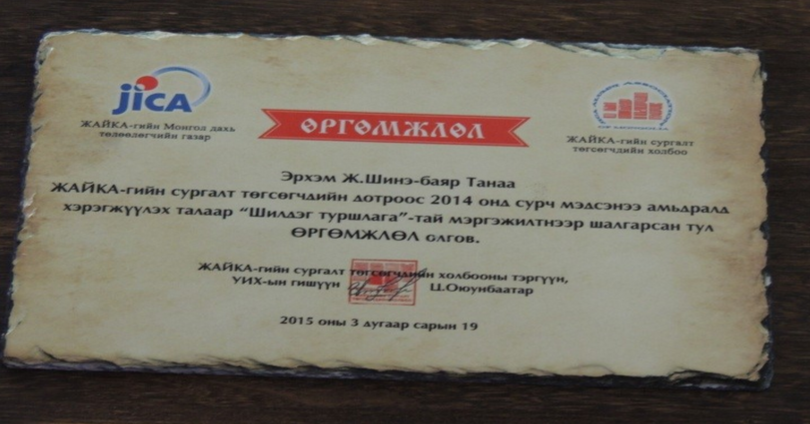 JICA
ЖАЙКА-гийн Монгол дахь
төлөөлөгчийн газар
ӨРГӨМЖЛӨЛ
ЖАЙКА-гийн сургалт
төгсөгчдийн холбоо
Эрхэм Ж.Шинэ-баяр Танаа
ЖАЙКА-гийн сургалт төгсөгчдийн дотроос 2014 онд сурч мэдсэнээ амьдралд
хэрэгжүүлэх талаар “Шилдэг туршлага”-тай мэргэжилтнээр шалгарсан тул
ӨРГӨМЖЛӨЛ олгов.
ЖАЙКА-гийн сургалт төгсөгчдийн холбооны тэргүүн,
УИХ-ын гишүүн Ц.Оюунбаатар
2015 оны 3 дугаар сарын 19